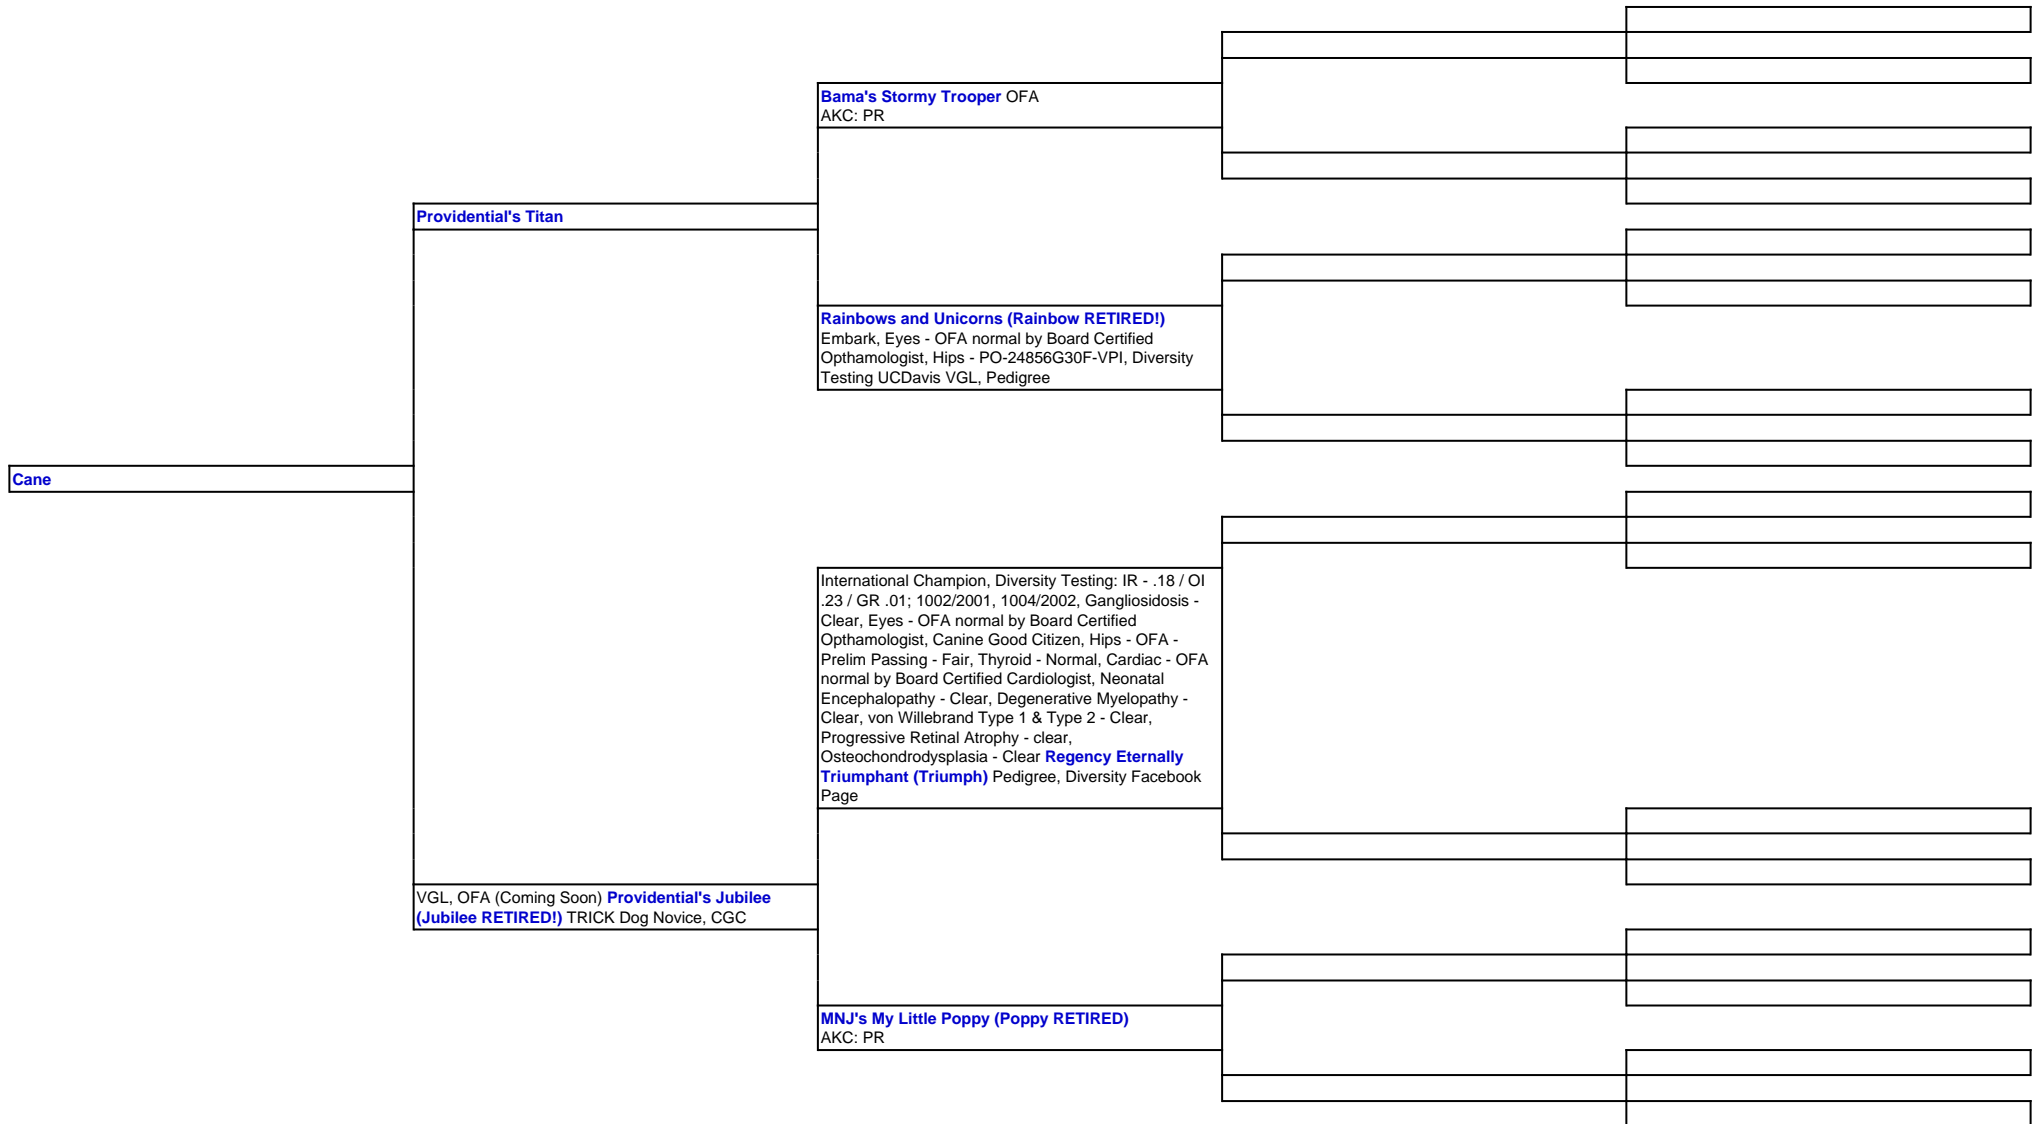 Bama's Stormy Trooper OFA
AKC: PR
Providential's Titan
Rainbows and Unicorns (Rainbow RETIRED!)
Embark, Eyes - OFA normal by Board Certified
Opthamologist, Hips - PO-24856G30F-VPI, Diversity
Testing UCDavis VGL, Pedigree
Cane
International Champion, Diversity Testing: IR - .18 / OI
.23 / GR .01; 1002/2001, 1004/2002, Gangliosidosis -
Clear, Eyes - OFA normal by Board Certified
Opthamologist, Canine Good Citizen, Hips - OFA -
Prelim Passing - Fair, Thyroid - Normal, Cardiac - OFA
normal by Board Certified Cardiologist, Neonatal
Encephalopathy - Clear, Degenerative Myelopathy -
Clear, von Willebrand Type 1 & Type 2 - Clear,
Progressive Retinal Atrophy - clear,
Osteochondrodysplasia - Clear Regency Eternally
Triumphant (Triumph) Pedigree, Diversity Facebook
Page
VGL, OFA (Coming Soon) Providential's Jubilee
(Jubilee RETIRED!) TRICK Dog Novice, CGC
MNJ's My Little Poppy (Poppy RETIRED)
AKC: PR